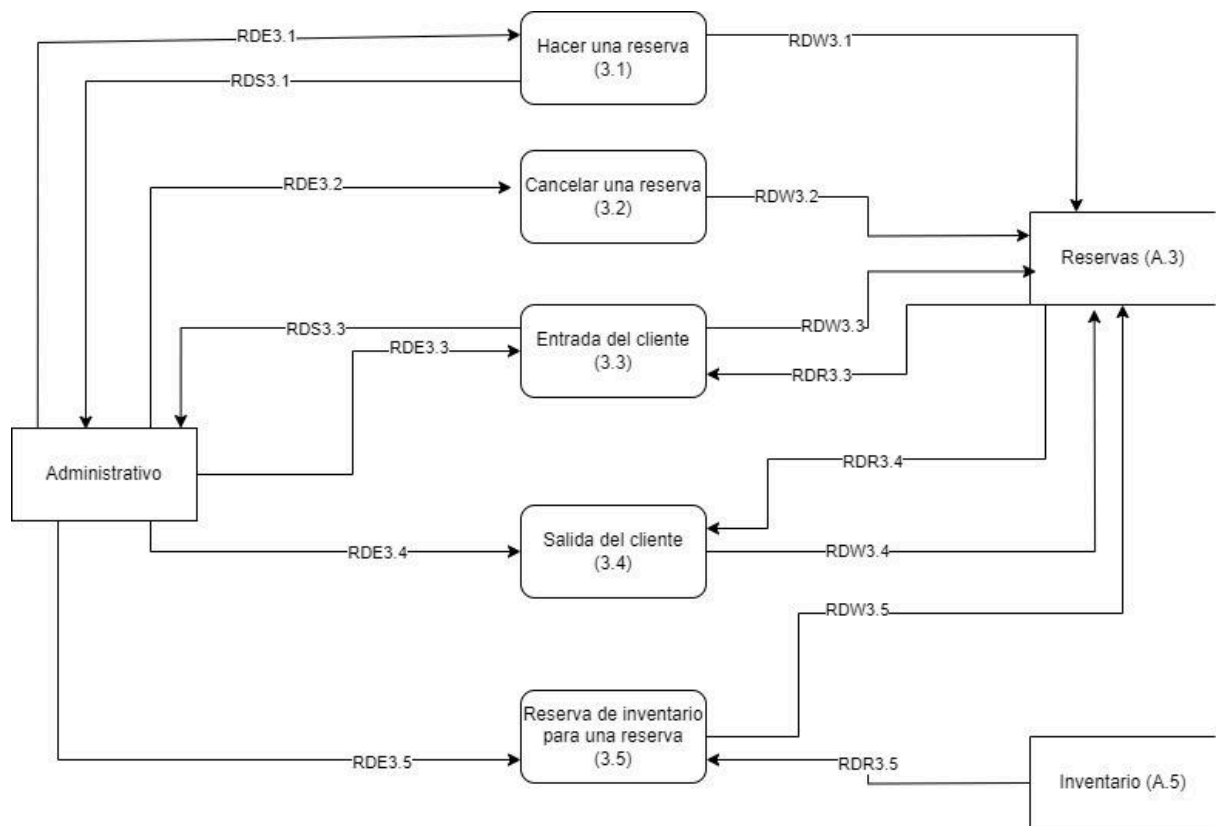 RDE3.1
Hacer una reserva
(3.1)
RDW3.1
RDS3.1
RDE3.2
Cancelar una reserva
(3.2)
RDW3.2
Reservas (A.3)
RDS3.3
RDE3.3
Entrada del cliente
(3.3)
RDW3.3
RDR3.3
Administrativo
RDR3.4
RDE3.4
Salida del cliente
(3.4)
RDW3.4
RDW3.5
Reserva de inventario
para una reserva
(3.5)
RDE3.5
RDR3.5
Inventario (A.5)